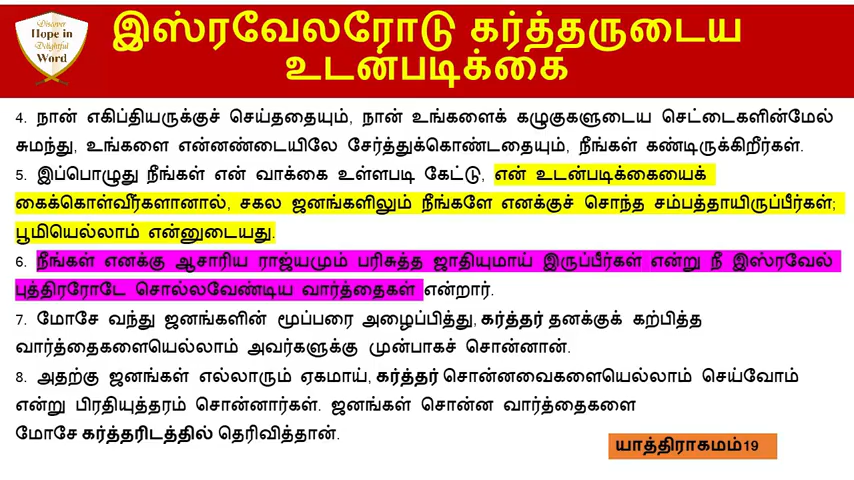 Discover
Hope in
Delightful
Word
இஸ்ரவேலரோடு கர்த்தருடைய
உடன்படிக்கை
4. நான் எகிப்தியருக்குச் செய்ததையும், நான் உங்களைக் கழுகுகளுடைய செட்டைகளின்மேல்
சுமந்து, உங்களை என்னண்டையிலே சேர்த்துக்கொண்டதையும், நீங்கள் கண்டிருக்கிறீர்கள்.
5. இப்பொழுது நீங்கள் என் வாக்கை உள்ளபடி கேட்டு, என் உடன்படிக்கையைக்
கைக்கொள்வீர்களானால், சகல ஜனங்களிலும் நீங்களே எனக்குச் சொந்த சம்பத்தாயிருப்பீர்கள்;
பூமியெல்லாம் என்னுடையது.
6. நீங்கள் எனக்கு ஆசாரிய ராஜ்யமும் பரிசுத்த ஜாதியுமாய் இருப்பீர்கள் என்று நீ இஸ்ரவேல்
புத்திரரோடே சொல்லவேண்டிய வார்த்தைகள் என்றார்.
7. மோசே வந்து ஜனங்களின் மூப்பரை அழைப்பித்து, கர்த்தர் தனக்குக் கற்பித்த
வார்த்தைகளையெல்லாம் அவர்களுக்கு முன்பாகச் சொன்னான்.
8. அதற்கு ஜனங்கள் எல்லாரும் ஏகமாய், கர்த்தர் சொன்னவைகளையெல்லாம் செய்வோம்
என்று பிரதியுத்தரம் சொன்னார்கள். ஜனங்கள் சொன்ன வார்த்தைகளை
மோசே கர்த்தரிடத்தில் தெரிவித்தான்.
யாத்திராகமம்19